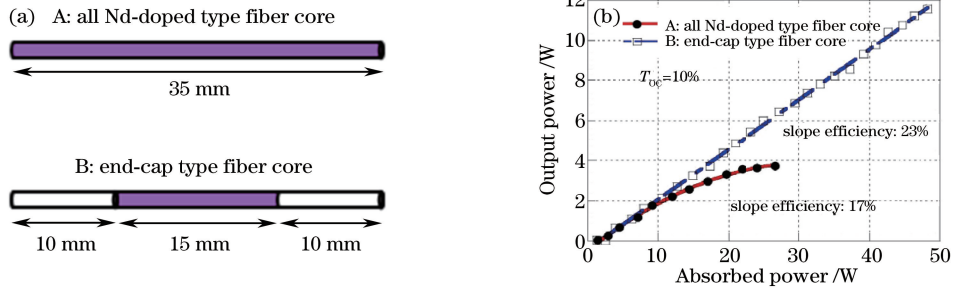 (a) A: all Nd-doped type fiber core
35 mm
B: end-cap type fiber core
10 mm 15 mm 10 mm
(b)
12
10
8
6
4
2
0
Output power /W
A: all Nd-doped type fiber core
B: end-cap type fiber core
TOC=10%
slope efficiency: 23%
slope efficiency: 17%
0 10 20 30 40 50
Absorbed power /W